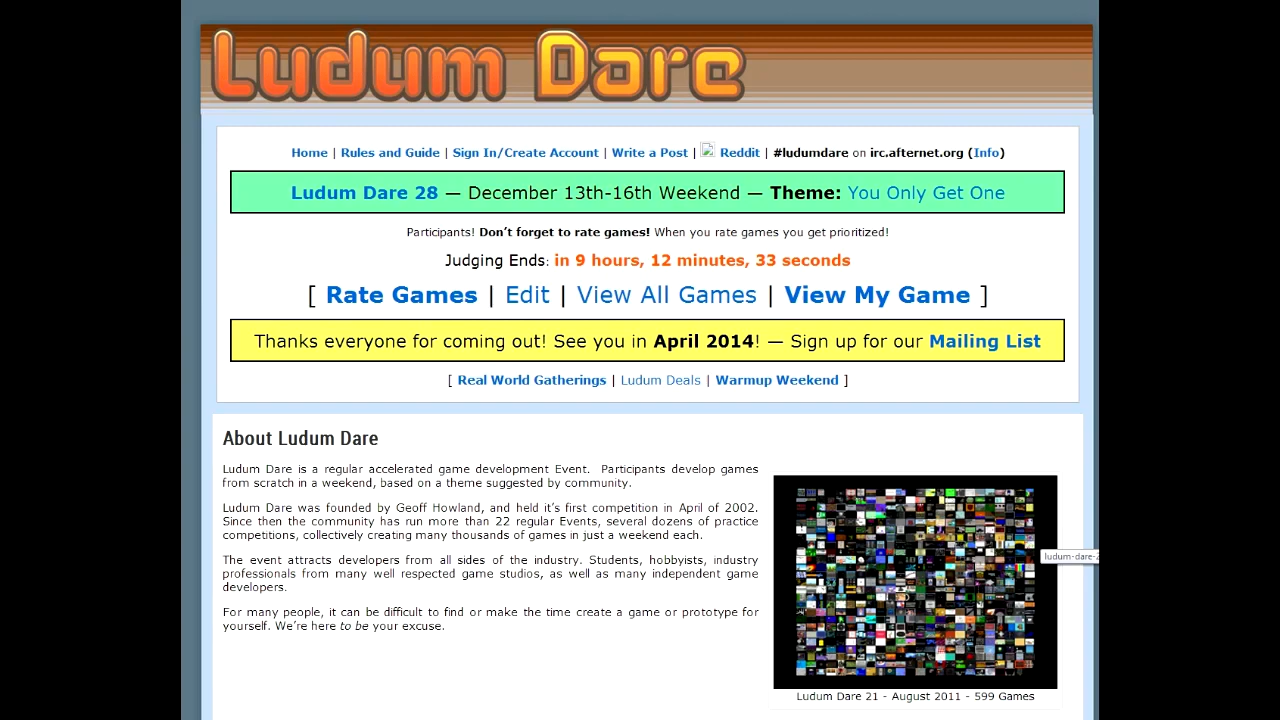 Ludum Dare
Home | Rules and Guide | Sign In/Create Account | Write a Post | Reddit | #ludumdare on irc.afternet.org (Info)
Ludum Dare 28 — December 13th-16th Weekend — Theme: You Only Get One
Participants! Don't forget to rate games! When you rate games you get prioritized!
Judging Ends: in 9 hours, 12 minutes, 33 seconds
[ Rate Games | Edit | View All Games | View My Game ]
Thanks everyone for coming out! See you in April 2014! — Sign up for our Mailing List
[ Real World Gatherings | Ludum Deals | Warmup Weekend ]
About Ludum Dare
Ludum Dare is a regular accelerated game development Event. Participants develop games
from scratch in a weekend, based on a theme suggested by community.
Ludum Dare was founded by Geoff Howland, and held it's first competition in April of 2002.
Since then the community has run more than 22 regular Events, several dozens of practice
competitions, collectively creating many thousands of games in just a weekend each.
The event attracts developers from all sides of the industry. Students, hobbyists, industry
professionals from many well respected game studios, as well as many independent game
developers.
For many people, it can be difficult to find or make the time create a game or prototype for
yourself. We're here to be your excuse.
ludum-dare-2
Ludum Dare 21 - August 2011 - 599 Games